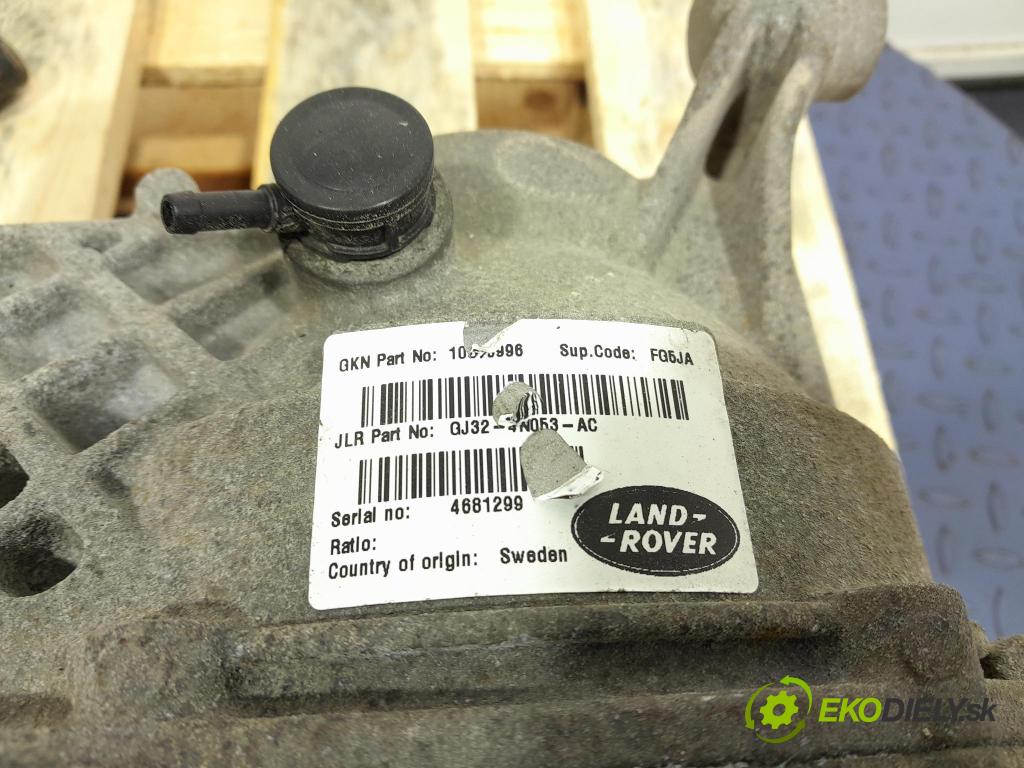 GKN Part No: Sup.Code: FG5JA
JLR Part No: GJ32-4N053-AC
Serial no: 4681299
Ratio:
Country of origin: Sweden
LAND-
-ROVER
EKODIELY.sk